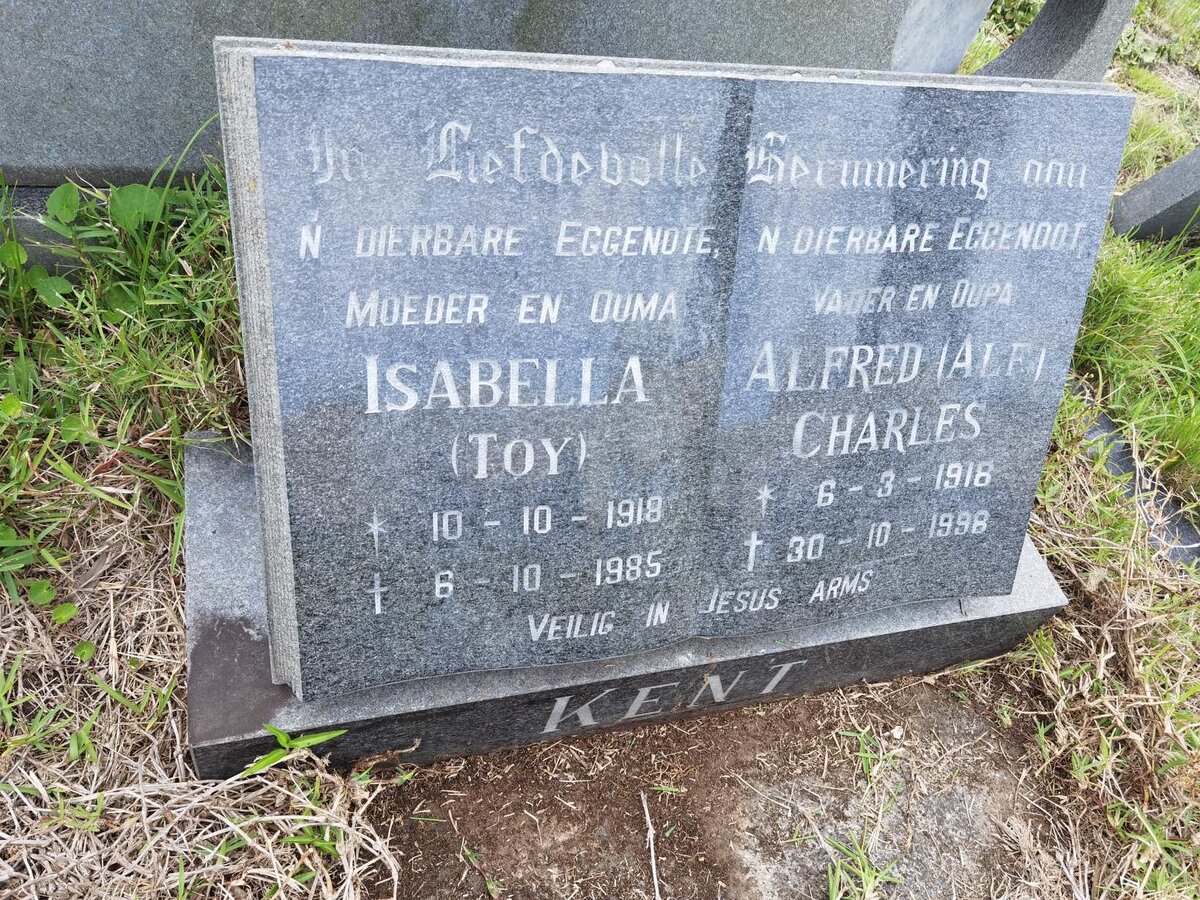 In Liefdevolle Herinnering aan
'N DIERBARE EGGENOTE,
MOEDER EN OUMA
ISABELLA
(TOY)
* 10 - 10 - 1918
† 6 - 10 - 1985
'N DIERBARE EGGENOOT,
VADER EN OUPA
ALFRED (ALF)
CHARLES
* 6 - 3 - 1918
† 30 - 10 - 1998
VEILIG IN JESUS ARMS
KENT